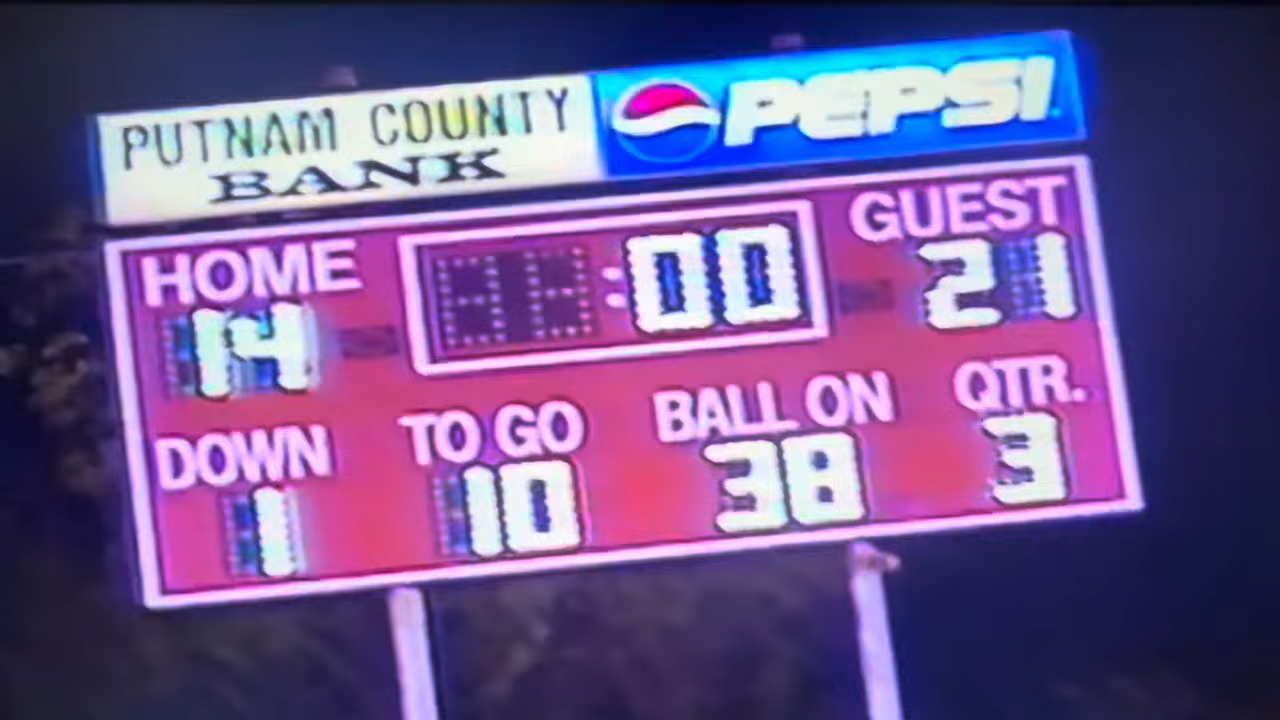 PUTNAM COUNTY
BANK
PEPSI
HOME
:00
GUEST
14
21
DOWN
TO GO
BALL ON
QTR.
1
10
38
3